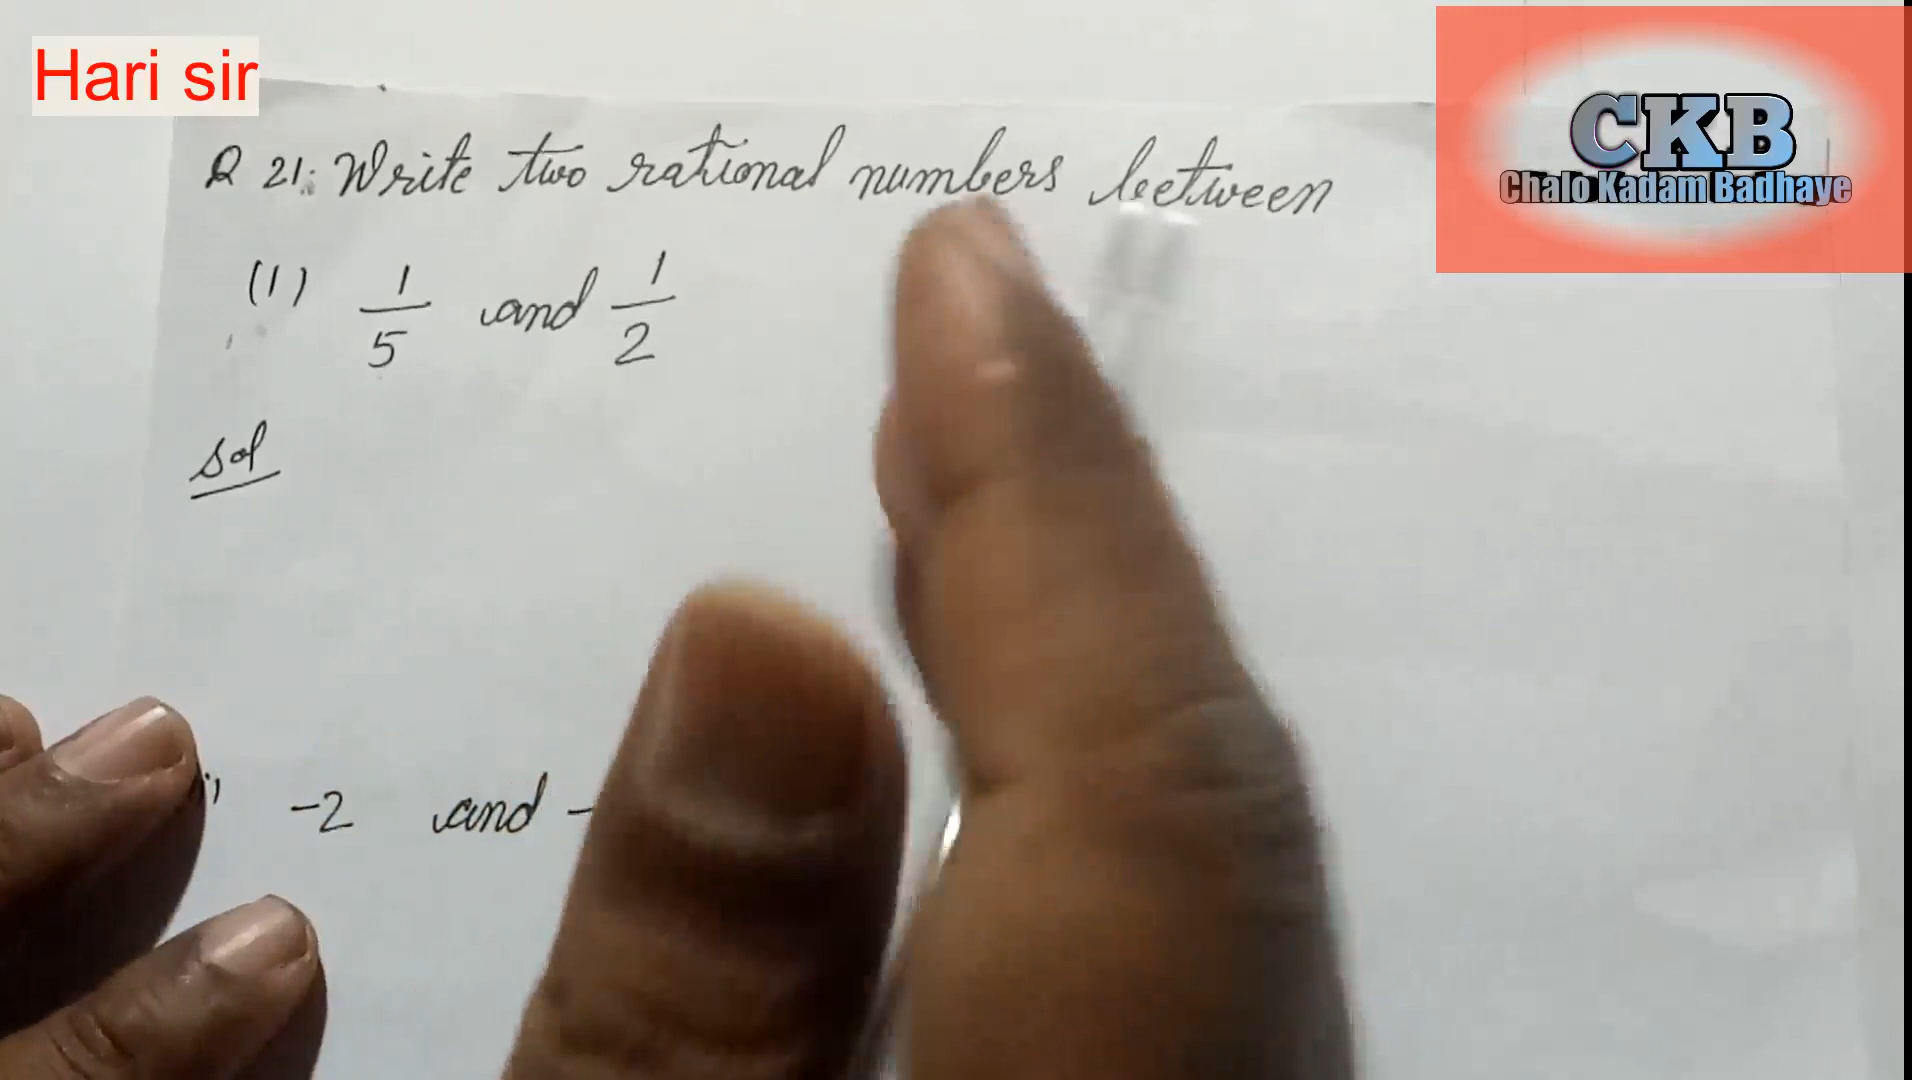 Hari sir
CKB
Chalo Kadam Badhaye
Q 21: Write two rational numbers between
(1) 1/5 and 1/2
sol
-2 and -